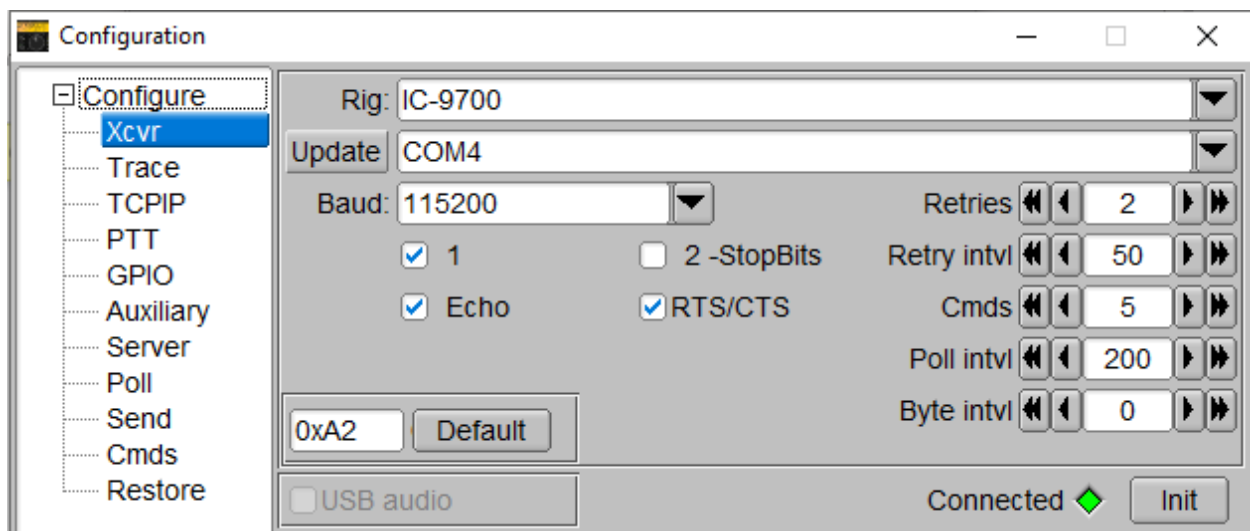 Configuration
Configure
Xcvr
Trace
TCPIP
PTT
GPIO
Auxiliary
Server
Poll
Send
Cmds
Restore
Rig: IC-9700
Update COM4
Baud: 115200 Retries 2
1 2 -StopBits Retry intvl 50
Echo RTS/CTS Cmds 5
Poll intvl 200
0xA2 Default Byte intvl 0
USB audio Connected Init